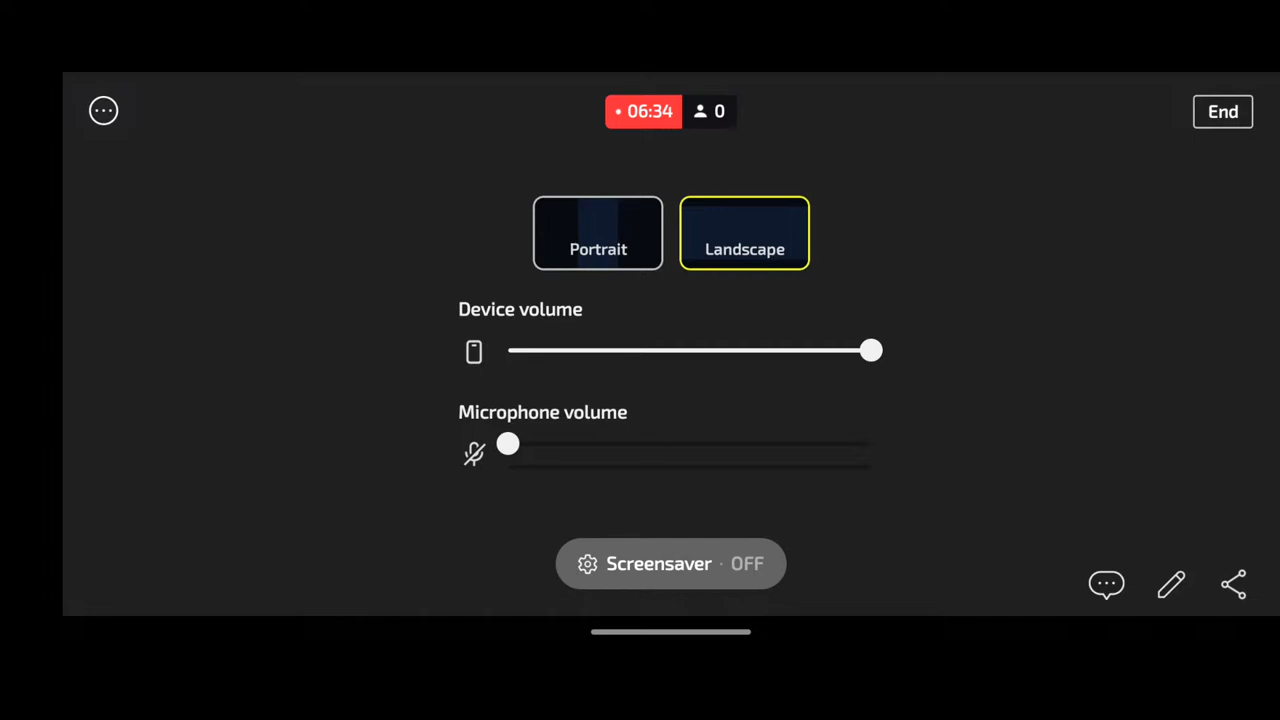 06:34 0
End
Portrait
Landscape
Device volume
Microphone volume
Screensaver · OFF